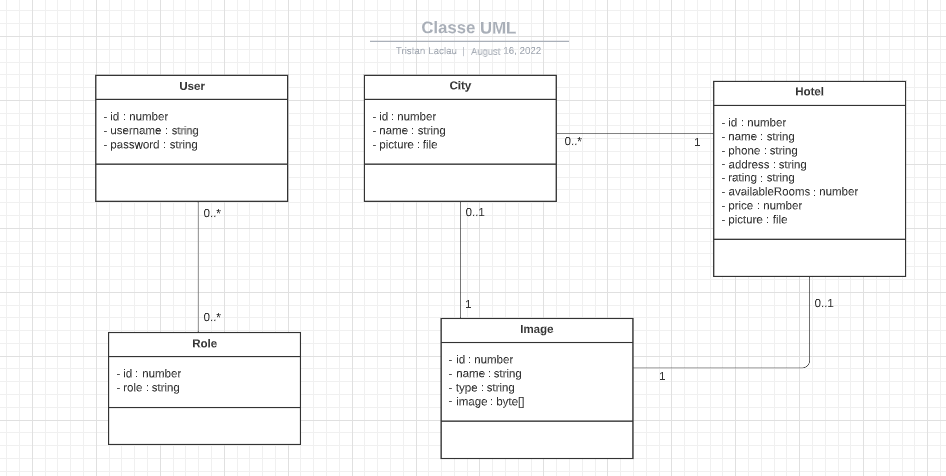 Classe UML
Tristan Laclau | August 16, 2022
User
- id : number
- username : string
- password : string
0..*
0..*
Role
- id : number
- role : string
City
- id : number
- name : string
- picture : file
0..*
1
0..1
1
Hotel
- id : number
- name : string
- phone : string
- address : string
- rating : string
- availableRooms : number
- price : number
- picture : file
0..1
1
Image
- id : number
- name : string
- type : string
- image : byte[]